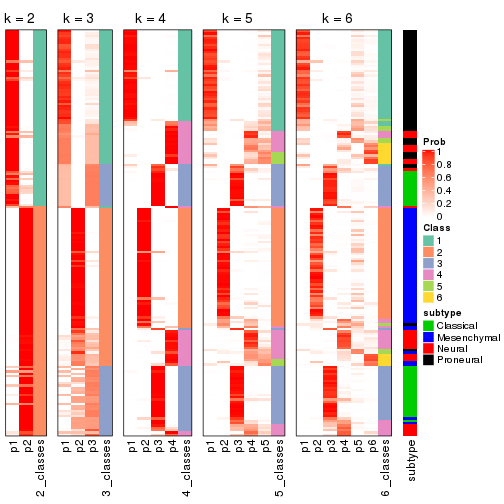 k = 2
k = 3
k = 4
k = 5
k = 6
Prob
1
0.8
0.6
0.4
0.2
0
Class
1
2
3
4
5
6
subtype
Classical
Mesenchymal
Neural
Proneural
p1
p2
2_classes
p1
p2
p3
3_classes
p1
p2
p3
p4
4_classes
p1
p2
p3
p4
p5
5_classes
p1
p2
p3
p4
p5
p6
6_classes
subtype